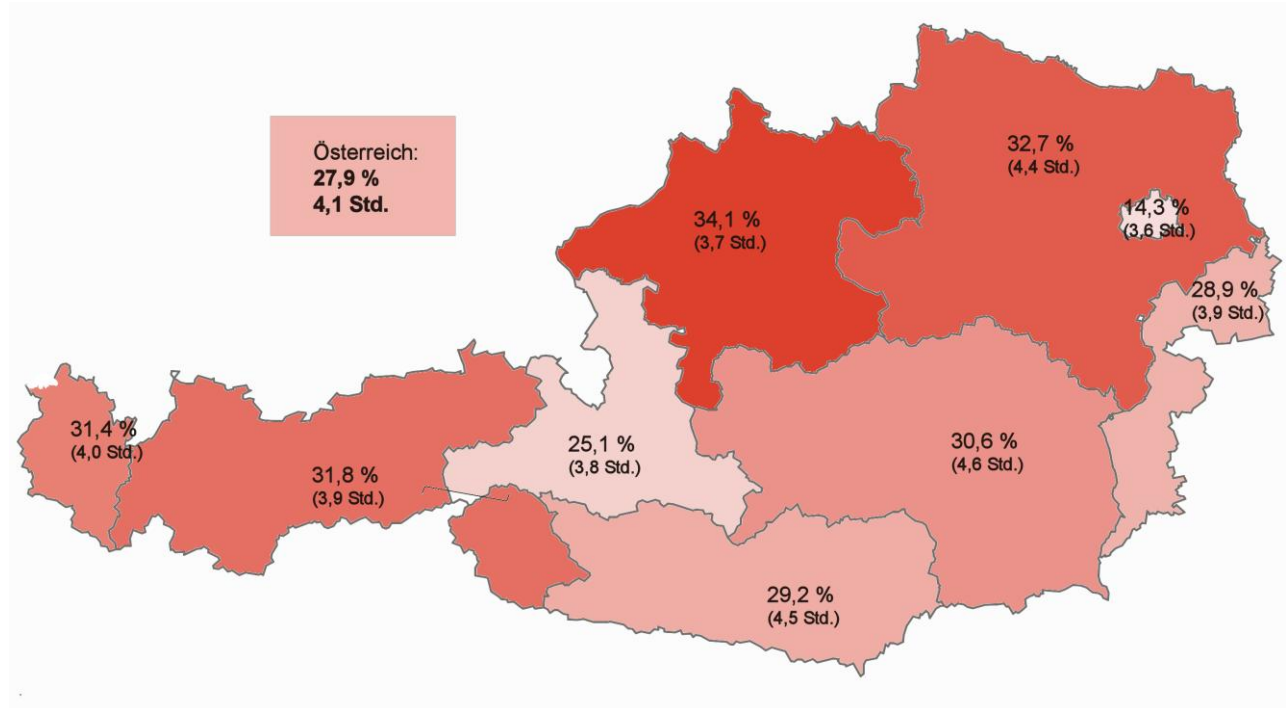 Österreich:
27,9 %
4,1 Std.
32,7 %
(4,4 Std.)
14,3 %
(3,6 Std.)
34,1 %
(3,7 Std.)
28,9 %
(3,9 Std.)
31,4 %
(4,0 Std.)
25,1 %
(3,8 Std.)
30,6 %
(4,6 Std.)
31,8 %
(3,9 Std.)
29,2 %
(4,5 Std.)